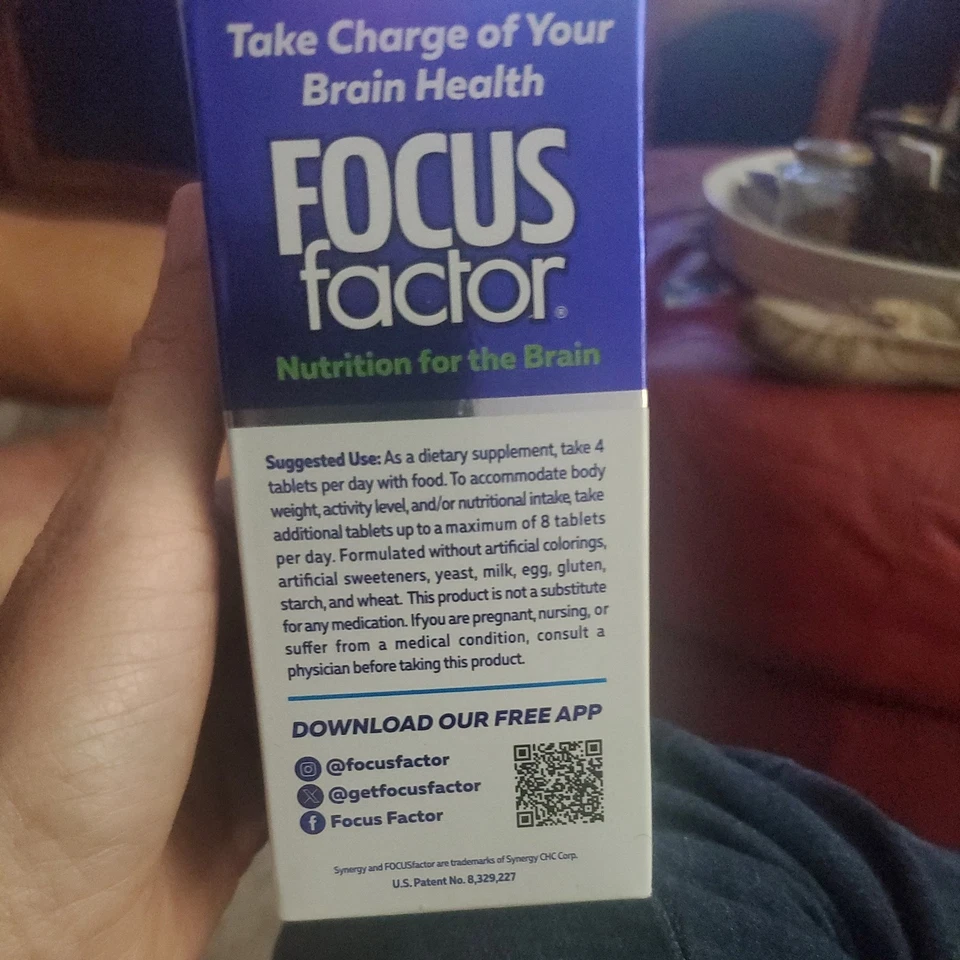 Take Charge of Your
Brain Health
FOCUS
factor®
Nutrition for the Brain
Suggested Use: As a dietary supplement, take 4
tablets per day with food. To accommodate body
weight, activity level, and/or nutritional intake, take
additional tablets up to a maximum of 8 tablets
per day. Formulated without artificial colorings,
artificial sweeteners, yeast, milk, egg, gluten,
starch, and wheat. This product is not a substitute
for any medication. If you are pregnant, nursing, or
suffer from a medical condition, consult a
physician before taking this product.
DOWNLOAD OUR FREE APP
@focusfactor
@getfocusfactor
Focus Factor
Synergy and FOCUSfactor are trademarks of Synergy CHC Corp.
U.S. Patent No. 8,329,227